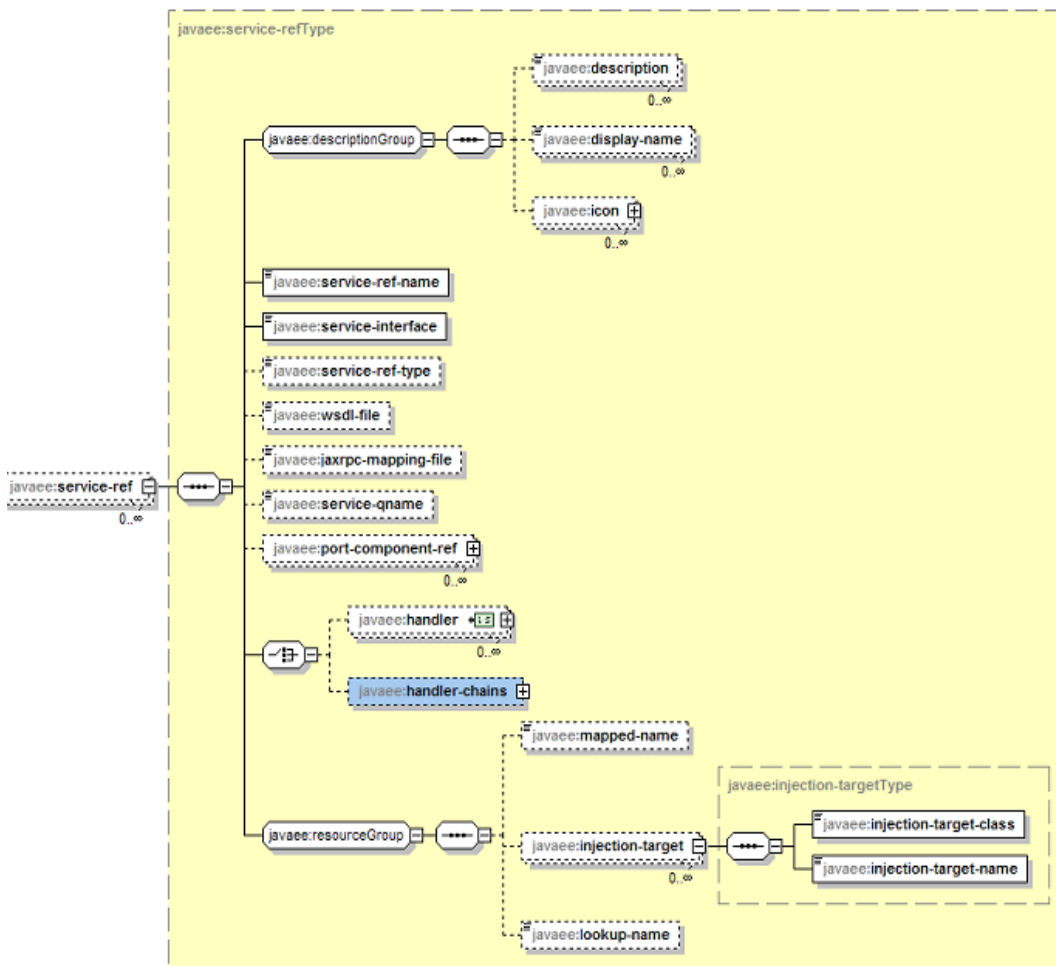 javaee:service-refType
javaee:description
0..∞
javaee:descriptionGroup
javaee:display-name
0..∞
javaee:icon
0..∞
javaee:service-ref-name
javaee:service-interface
javaee:service-ref-type
javaee:wsdl-file
javaee:jaxrpc-mapping-file
javaee:service-ref
0..∞
javaee:service-qname
javaee:port-component-ref
0..∞
javaee:handler
0..∞
javaee:handler-chains
javaee:mapped-name
javaee:injection-targetType
javaee:resourceGroup
javaee:injection-target
0..∞
javaee:injection-target-class
javaee:injection-target-name
javaee:lookup-name